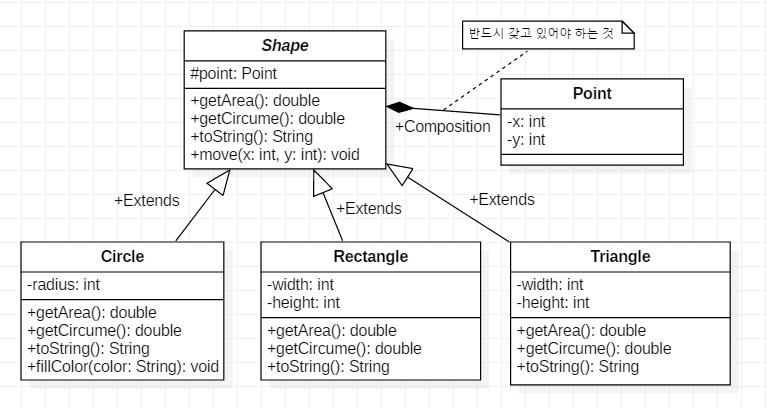 반드시 갖고 있어야 하는 것
Shape
#point: Point
+getArea(): double
+getCircume(): double
+toString(): String
+move(x: int, y: int): void
+Composition
Point
-x: int
-y: int
+Extends
+Extends
+Extends
Circle
-radius: int
+getArea(): double
+getCircume(): double
+toString(): String
+fillColor(color: String): void
Rectangle
-width: int
-height: int
+getArea(): double
+getCircume(): double
+toString(): String
Triangle
-width: int
-height: int
+getArea(): double
+getCircume(): double
+toString(): String